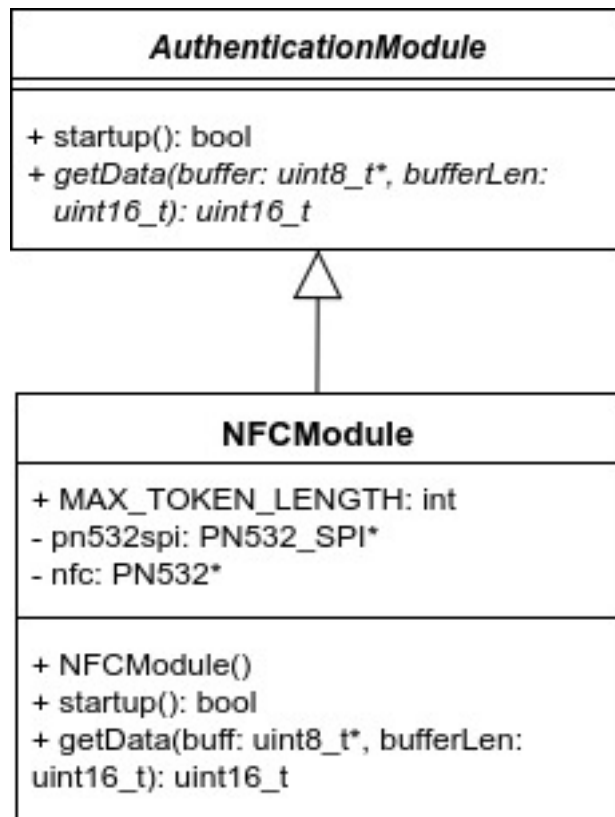 AuthenticationModule
+ startup(): bool
+ getData(buffer: uint8_t*, bufferLen:
uint16_t): uint16_t
NFCModule
+ MAX_TOKEN_LENGTH: int
- pn532spi: PN532_SPI*
- nfc: PN532*
+ NFCModule()
+ startup(): bool
+ getData(buff: uint8_t*, bufferLen:
uint16_t): uint16_t